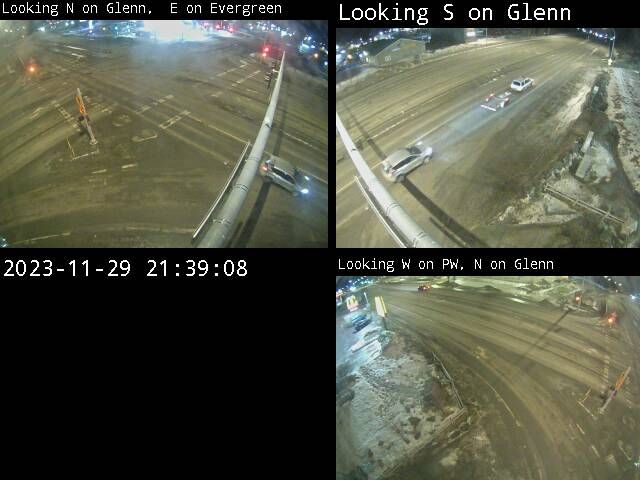 Looking N on Glenn, E on Evergreen
Looking S on Glenn
2023-11-29 21:39:08
Looking W on PW, N on Glenn